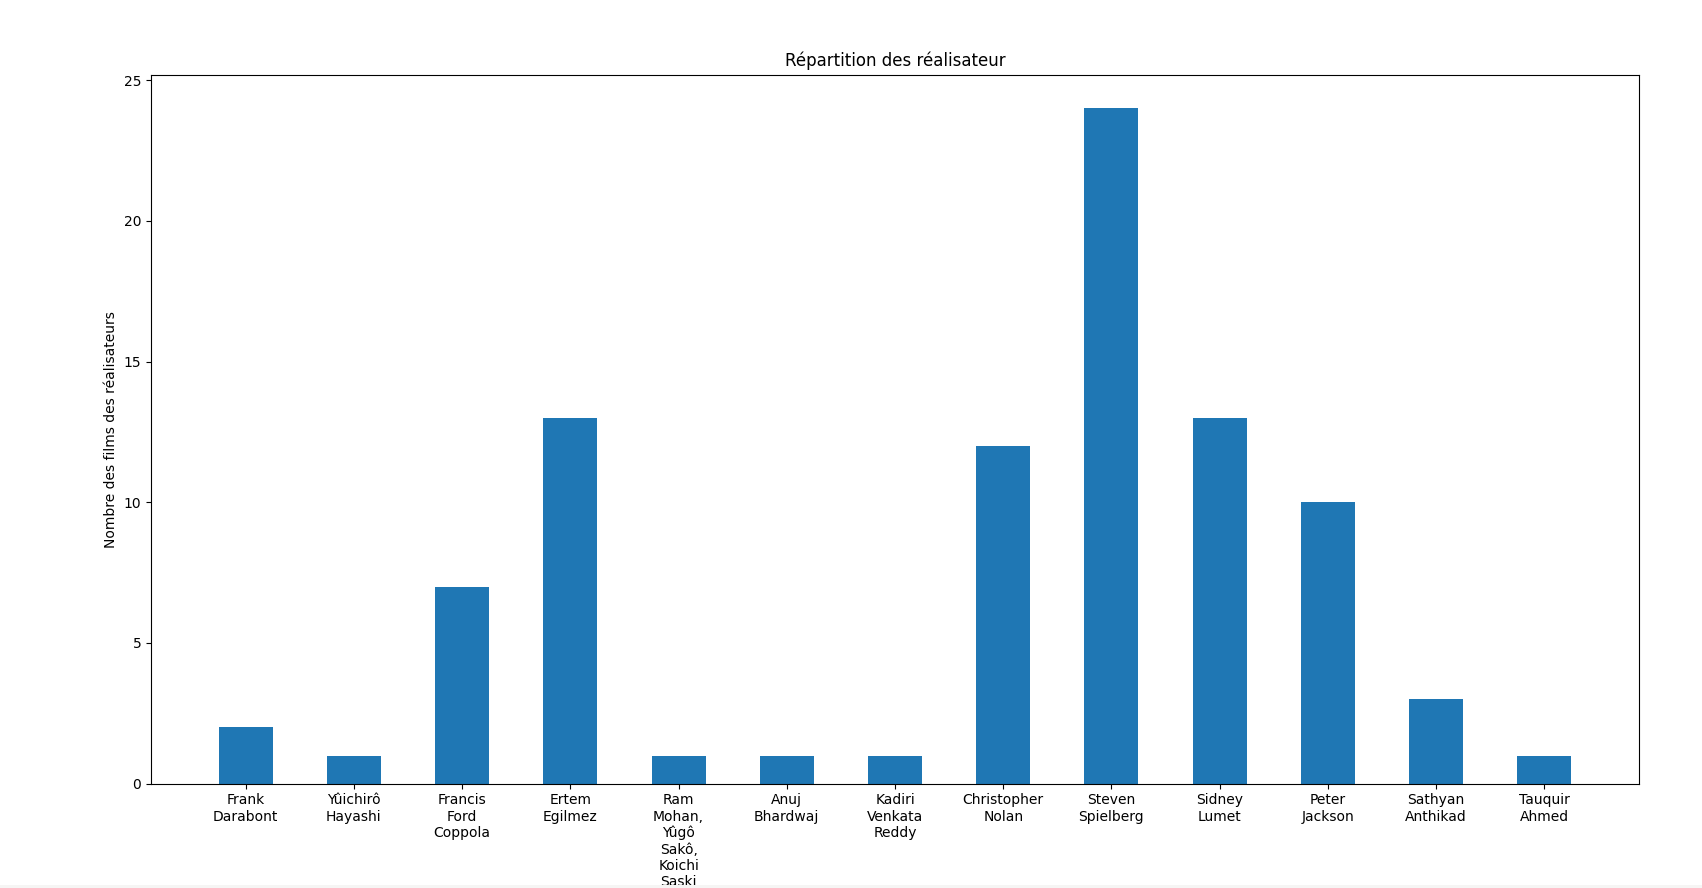 Répartition des réalisateur
Nombre des films des réalisateurs
25
20
15
10
5
0
Frank
Darabont
Yûichirô
Hayashi
Francis
Ford
Coppola
Ertem
Egilmez
Ram
Mohan,
Yûgô
Sakô,
Koichi
Saski
Anuj
Bhardwaj
Kadiri
Venkata
Reddy
Christopher
Nolan
Steven
Spielberg
Sidney
Lumet
Peter
Jackson
Sathyan
Anthikad
Tauquir
Ahmed